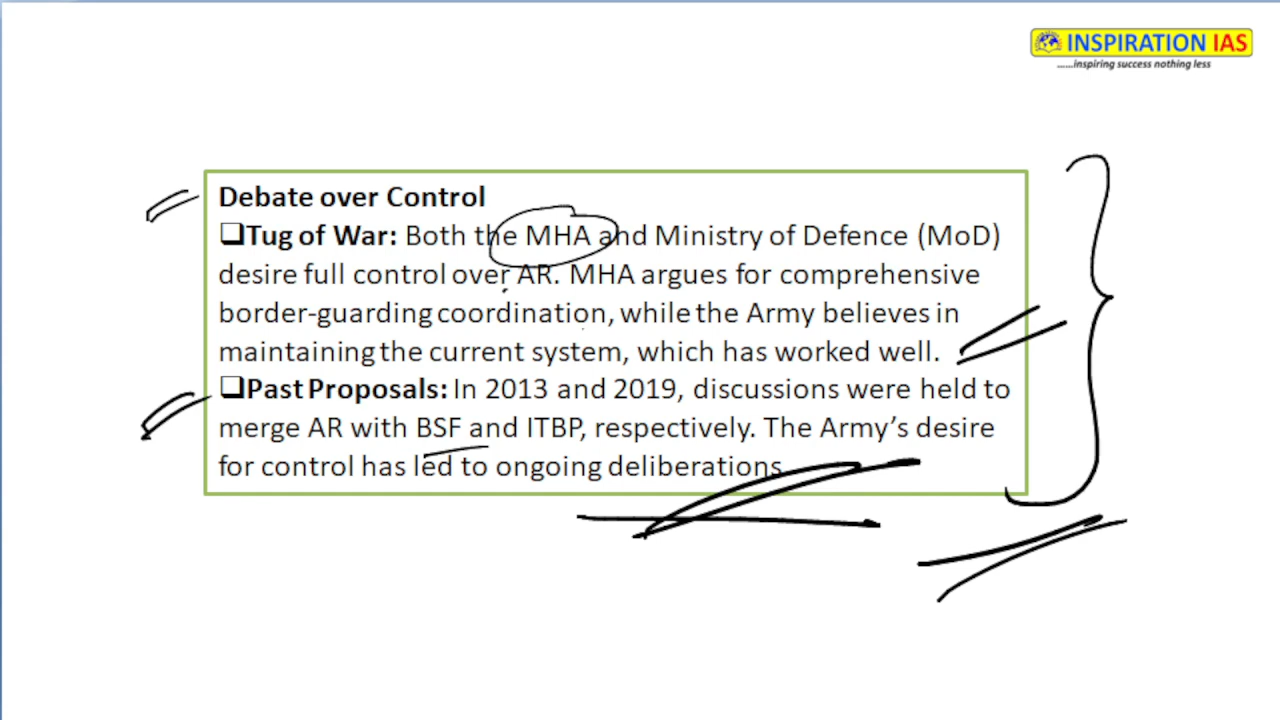 INSPIRATION IAS
......inspiring success nothing less
Debate over Control
❑Tug of War: Both the MHA and Ministry of Defence (MoD)
desire full control over AR. MHA argues for comprehensive
border-guarding coordination, while the Army believes in
maintaining the current system, which has worked well.
❑Past Proposals: In 2013 and 2019, discussions were held to
merge AR with BSF and ITBP, respectively. The Army’s desire
for control has led to ongoing deliberations.